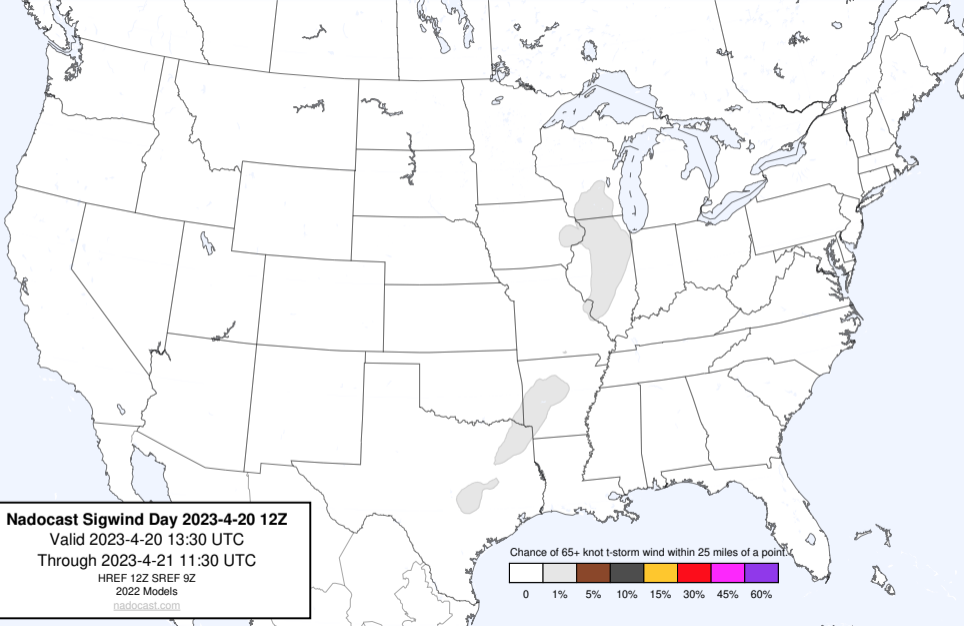 Nadocast Sigwind Day 2023-4-20 12Z
Valid 2023-4-20 13:30 UTC
Through 2023-4-21 11:30 UTC
HREF 12Z SREF 9Z
2022 Models
nadocast.com
Chance of 65+ knot t-storm wind within 25 miles of a point.
0 1% 5% 10% 15% 30% 45% 60%